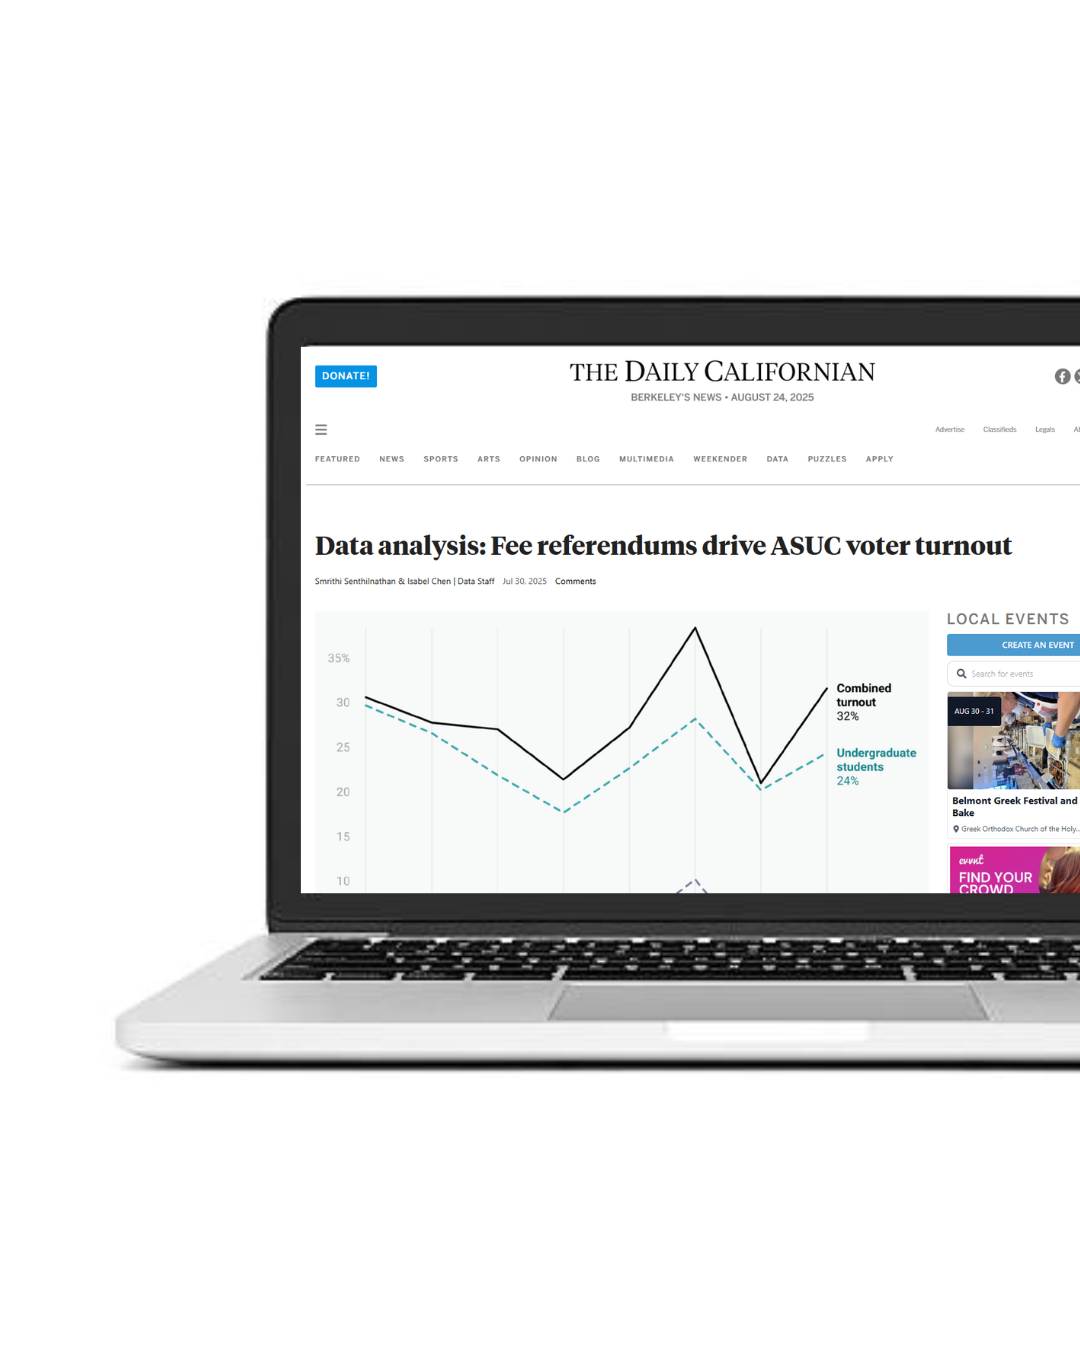 DONATE!
THE DAILY CALIFORNIAN
BERKELEY'S NEWS • AUGUST 24, 2025
Advertise Classifieds Legals
FEATURED NEWS SPORTS ARTS OPINION BLOG MULTIMEDIA WEEKENDER DATA PUZZLES APPLY
Data analysis: Fee referendums drive ASUC voter turnout
Smrithi Senthilnathan & Isabel Chen | Data Staff Jul 30, 2025 Comments
35%
30
25
20
15
10
Combined
turnout
32%
Undergraduate
students
24%
LOCAL EVENTS
CREATE AN EVENT
Search for events
AUG 30 - 31
Belmont Greek Festival and
Bake
Greek Orthodox Church of the Holy...
evvnt
FIND YOUR
CROWD